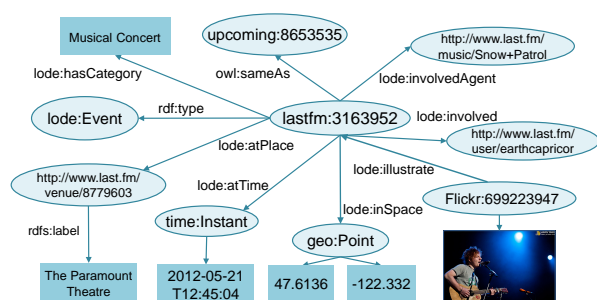 Musical Concert
upcoming:8653535
http://www.last.fm/
music/Snow+Patrol
lode:hasCategory
owl:sameAs
lode:involvedAgent
lode:Event
rdf:type
lastfm:3163952
lode:involved
http://www.last.fm/
user/earthcapricor
lode:atPlace
http://www.last.fm/
venue/8779603
lode:atTime
lode:illustrate
lode:inSpace
time:Instant
Flickr:699223947
rdfs:label
geo:Point
The Paramount
Theatre
2012-05-21
T12:45:04
47.6136
-122.332